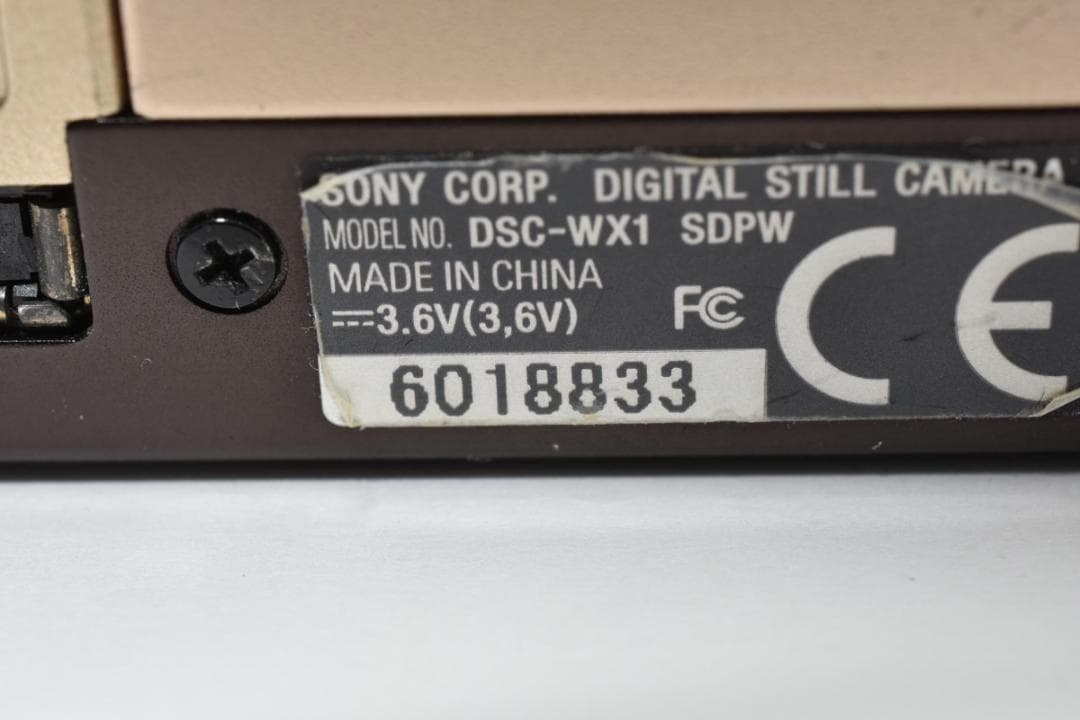 SONY CORP. DIGITAL STILL CAMERA
MODEL NO. DSC-WX1 SDPW
MADE IN CHINA
⎓3.6V(3,6V)
FC
CE
6018833